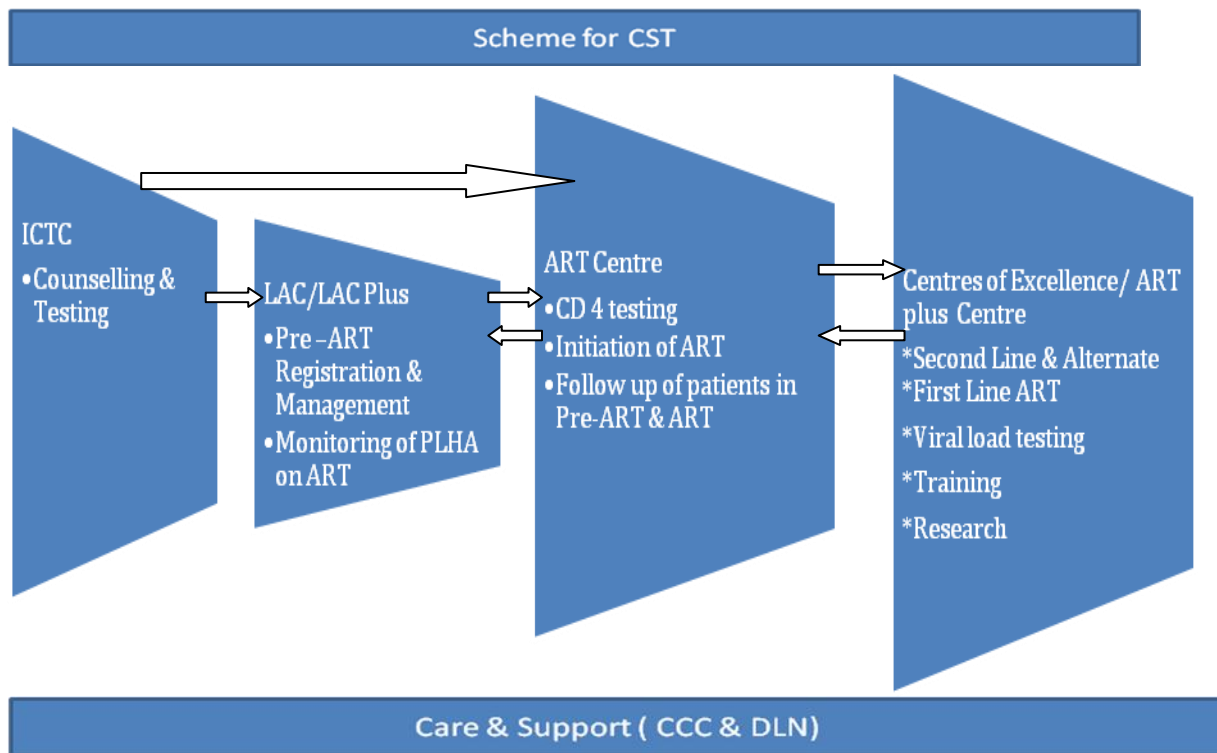 Scheme for CST
ICTC
•Counselling &
Testing
LAC/LAC Plus
•Pre –ART
Registration &
Management
•Monitoring of PLHA
on ART
ART Centre
•CD 4 testing
•Initiation of ART
•Follow up of patients in
Pre-ART & ART
Centres of Excellence/ ART
plus Centre
*Second Line & Alternate
*First Line ART
*Viral load testing
*Training
*Research
Care & Support ( CCC & DLN)